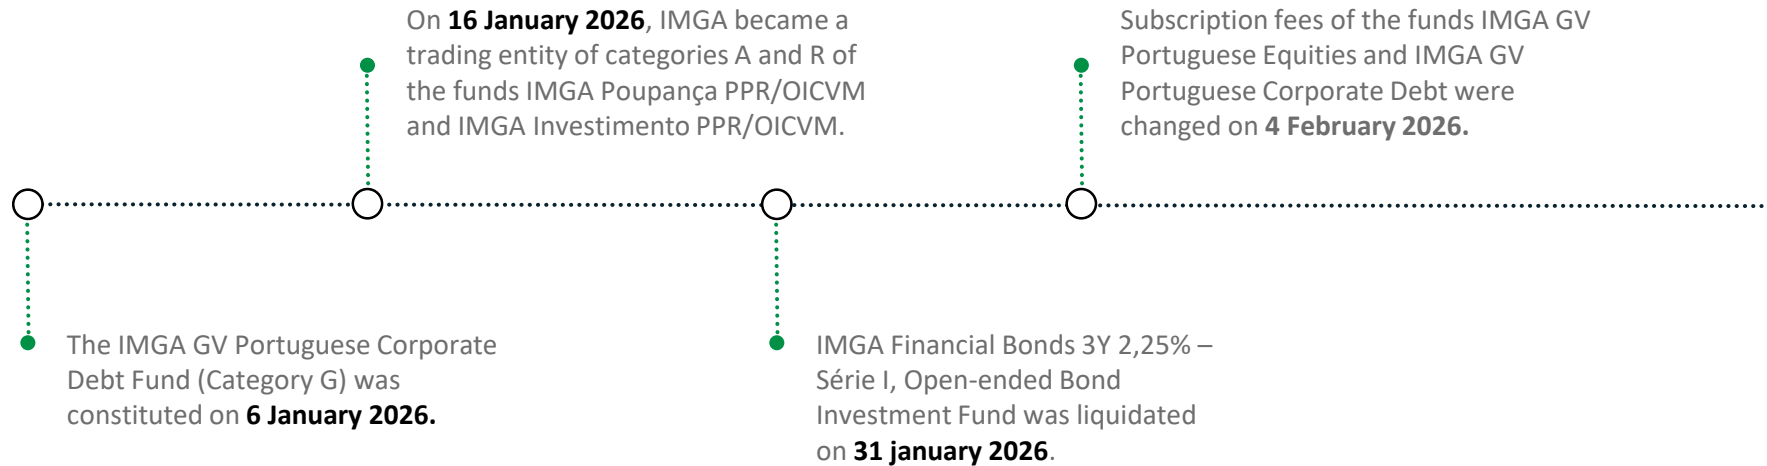 On 16 January 2026, IMGA became a
trading entity of categories A and R of
the funds IMGA Poupança PPR/OICVM
and IMGA Investimento PPR/OICVM.
Subscription fees of the funds IMGA GV
Portuguese Equities and IMGA GV
Portuguese Corporate Debt were
changed on 4 February 2026.
The IMGA GV Portuguese Corporate
Debt Fund (Category G) was
constituted on 6 January 2026.
IMGA Financial Bonds 3Y 2,25% –
Série I, Open-ended Bond
Investment Fund was liquidated
on 31 january 2026.